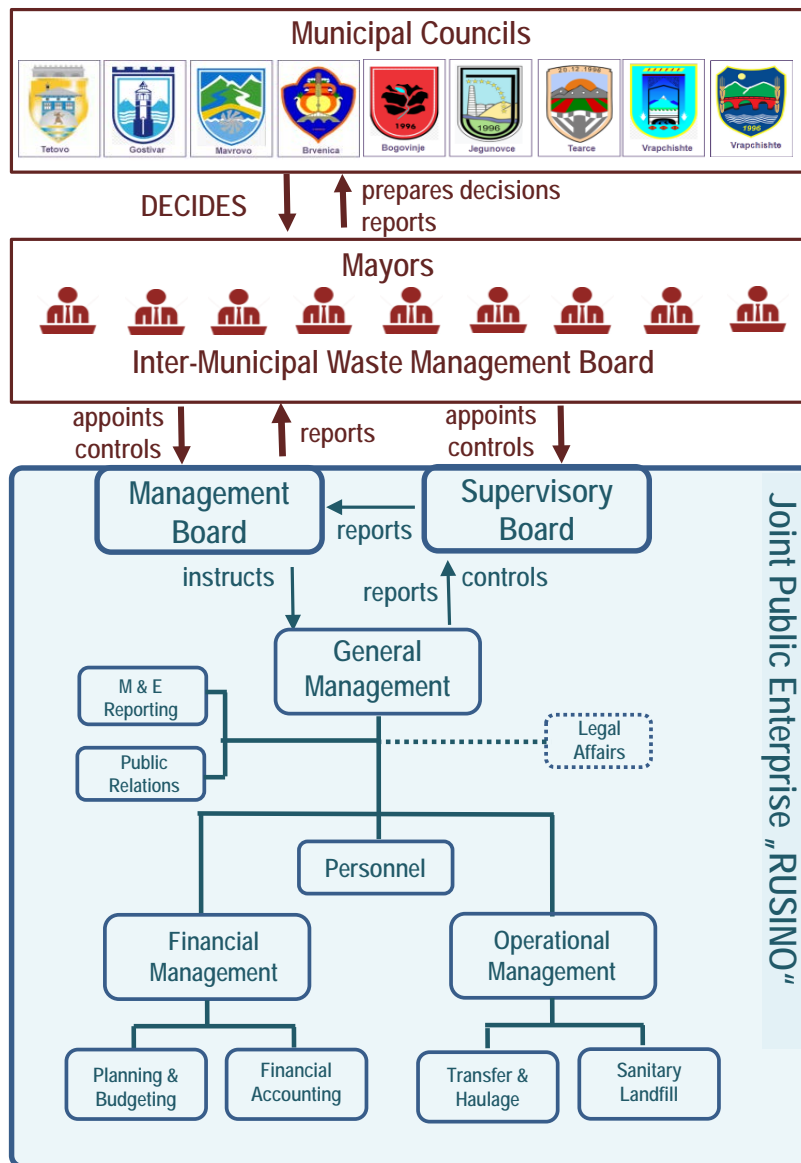 Municipal Councils
20.12.1996
1996
1996
1996
Tetovo
Gostivar
Mavrovo
Brvenica
Bogovinje
Jegunovce
Tearce
Vrapchishte
Vrapchishte
DECIDES
prepares decisions
reports
Mayors
Inter-Municipal Waste Management Board
appoints
controls
reports
appoints
controls
Management
Board
reports
Supervisory
Board
instructs
reports
controls
General
Management
M & E
Reporting
Public
Relations
Legal
Affairs
Personnel
Financial
Management
Operational
Management
Planning &
Budgeting
Financial
Accounting
Transfer &
Haulage
Sanitary
Landfill
Joint Public Enterprise „RUSINO“